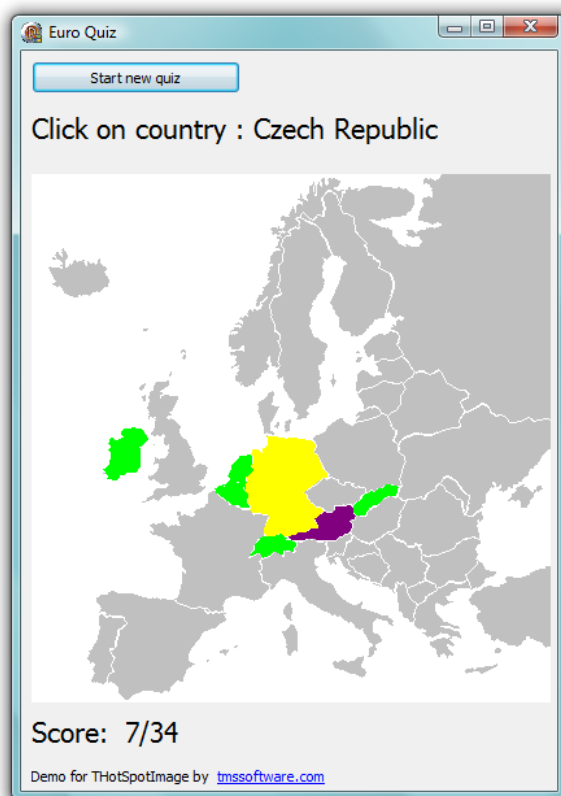 Euro Quiz
Start new quiz
Click on country : Czech Republic
Score: 7/34
Demo for THotSpotImage by tmssoftware.com